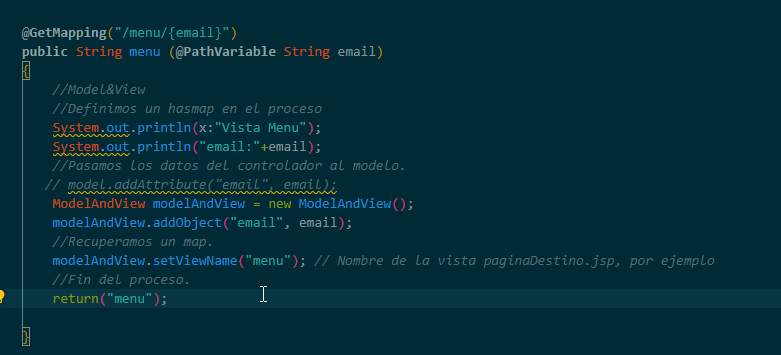 @GetMapping("/menu/{email}")
public String menu (@PathVariable String email)
{
//Model&View
//Definimos un hasmap en el proceso
System.out.println(x:"Vista Menu");
System.out.println("email:"+email);
//Pasamos los datos del controlador al modelo.
// model.addAttribute("email", email);
ModelAndView modelAndView = new ModelAndView();
modelAndView.addObject("email", email);
//Recuperamos un map.
modelAndView.setViewName("menu"); // Nombre de la vista paginaDestino.jsp, por ejemplo
//Fin del proceso.
return("menu");
}